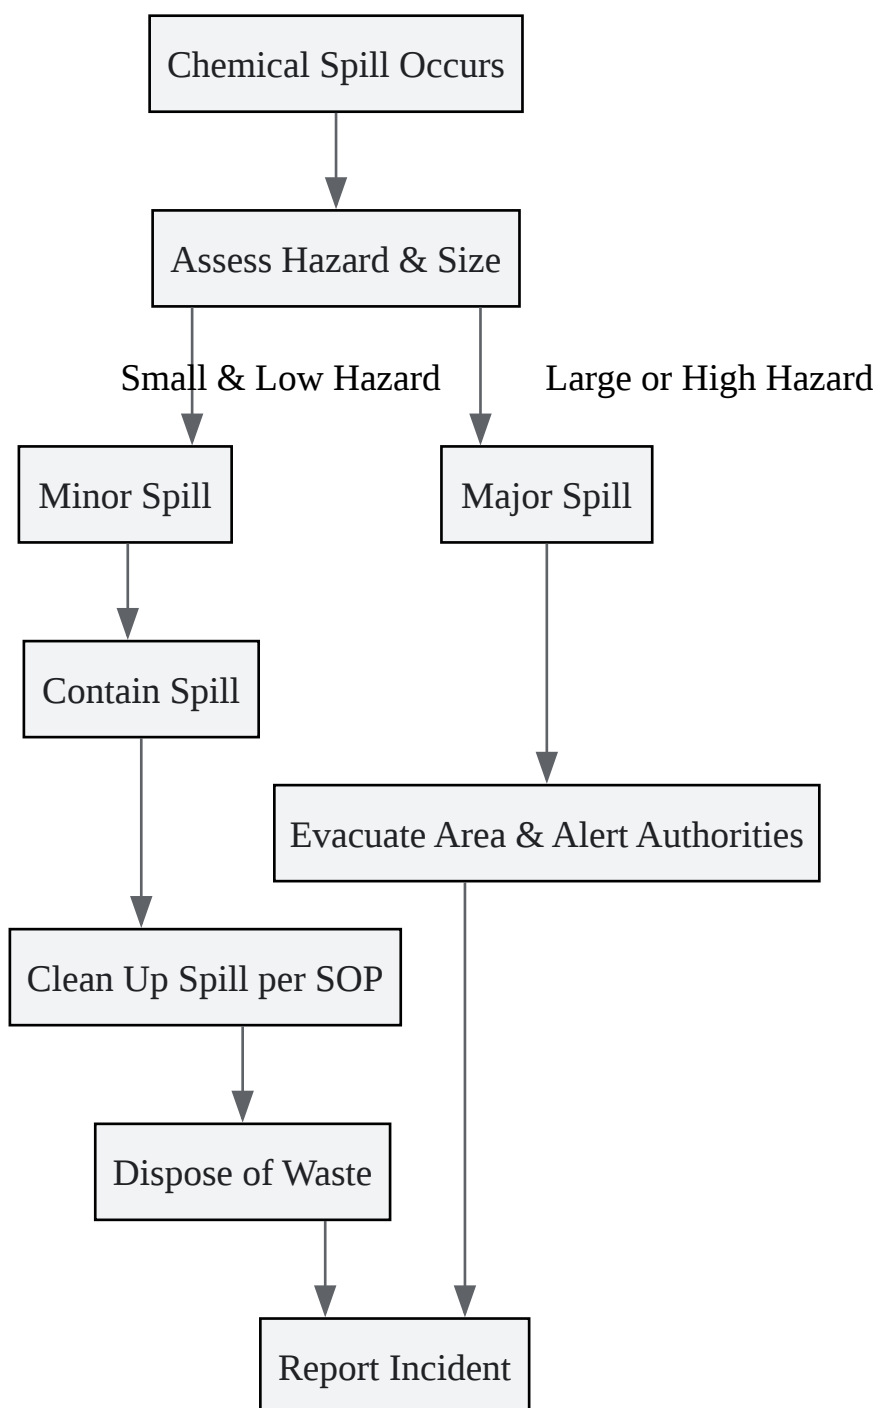 Chemical Spill Occurs
Assess Hazard & Size
Small & Low Hazard
Large or High Hazard
Minor Spill
Major Spill
Contain Spill
Evacuate Area & Alert Authorities
Clean Up Spill per SOP
Dispose of Waste
Report Incident